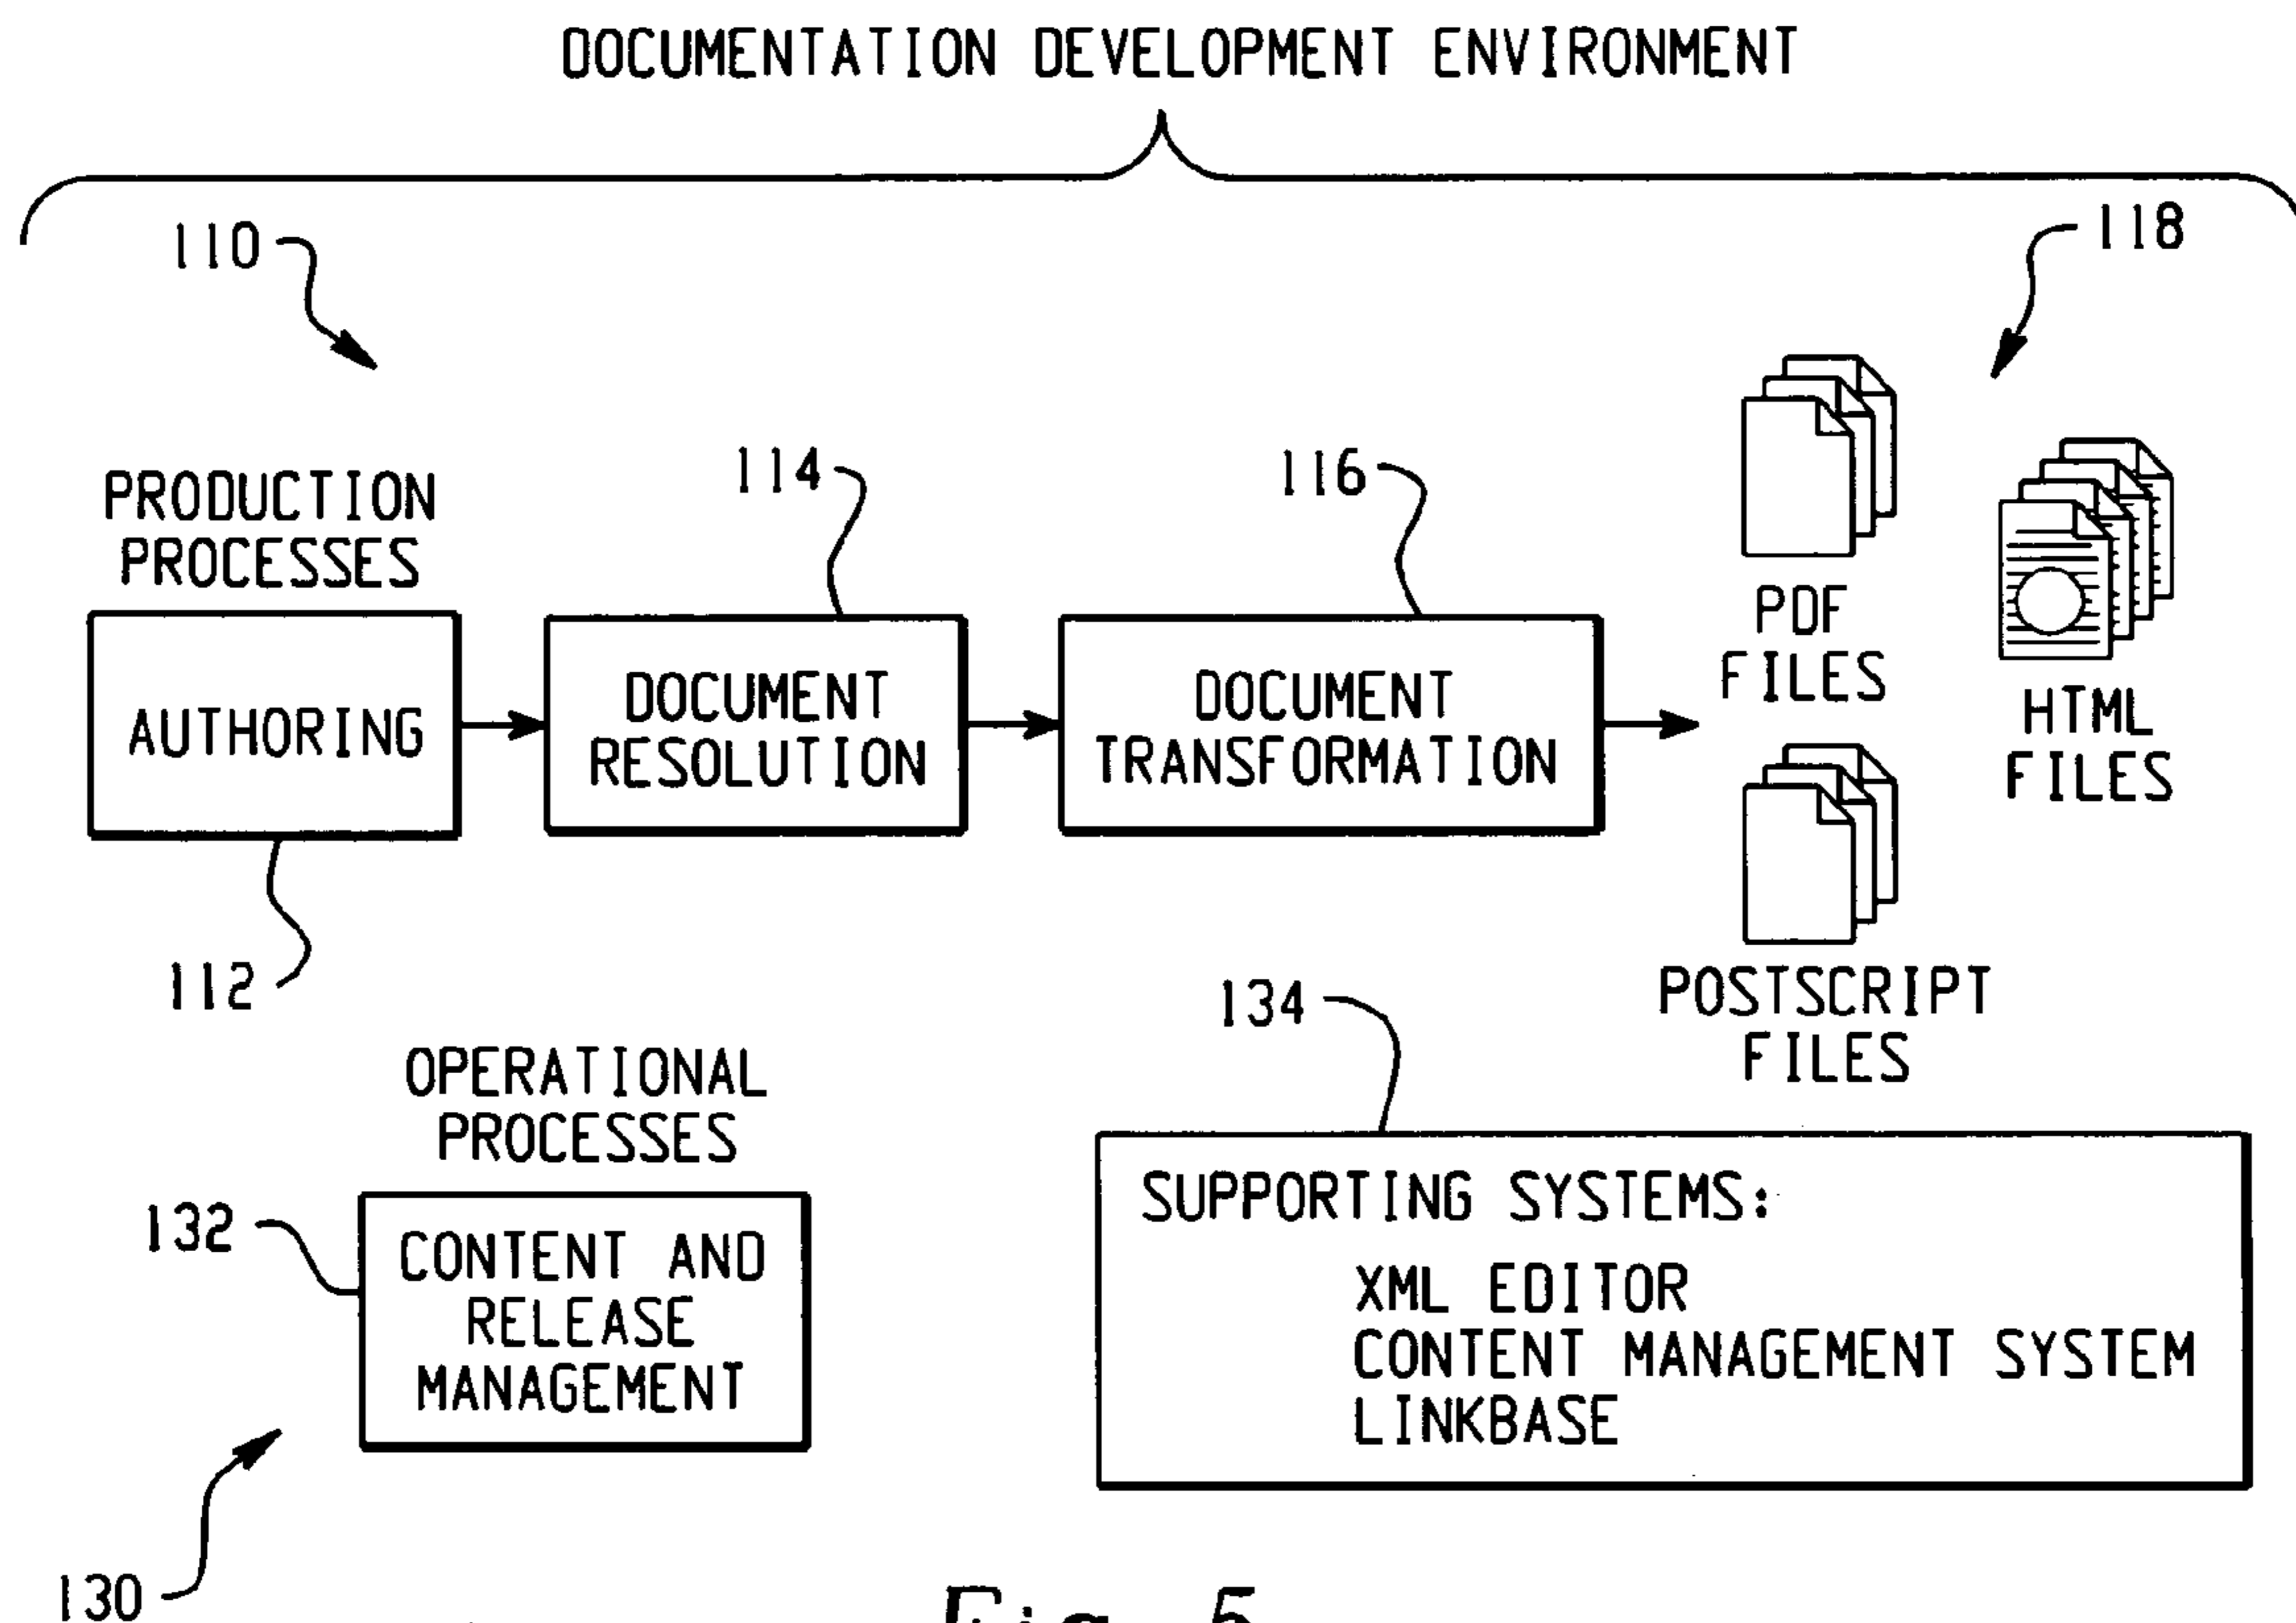 DOCUMENTATION DEVELOPMENT ENVIRONMENT
110
118
114
116
PRODUCTION
PROCESSES
AUTHORING
DOCUMENT
RESOLUTION
DOCUMENT
TRANSFORMATION
PDF
FILES
HTML
FILES
POSTSCRIPT
FILES
112
134
OPERATIONAL
PROCESSES
132
CONTENT AND
RELEASE
MANAGEMENT
SUPPORTING SYSTEMS:
XML EDITOR
CONTENT MANAGEMENT SYSTEM
LINKBASE
130
Fig. 5